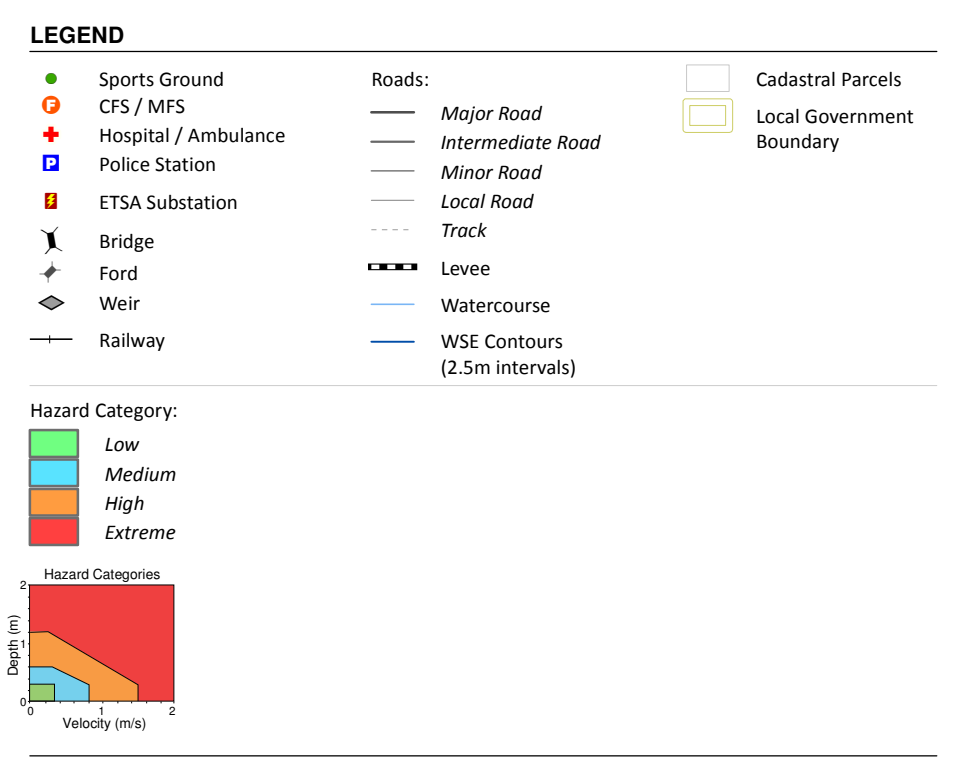 LEGEND
Sports Ground
F
CFS / MFS
Hospital / Ambulance
P
Police Station
ETSA Substation
Bridge
Ford
Weir
Railway
Roads:
Major Road
Intermediate Road
Minor Road
Local Road
Track
Levee
Watercourse
WSE Contours
(2.5m intervals)
Cadastral Parcels
Local Government
Boundary
Hazard Category:
Low
Medium
High
Extreme
Hazard Categories
2
1
0
Depth (m)
0 1 2
Velocity (m/s)